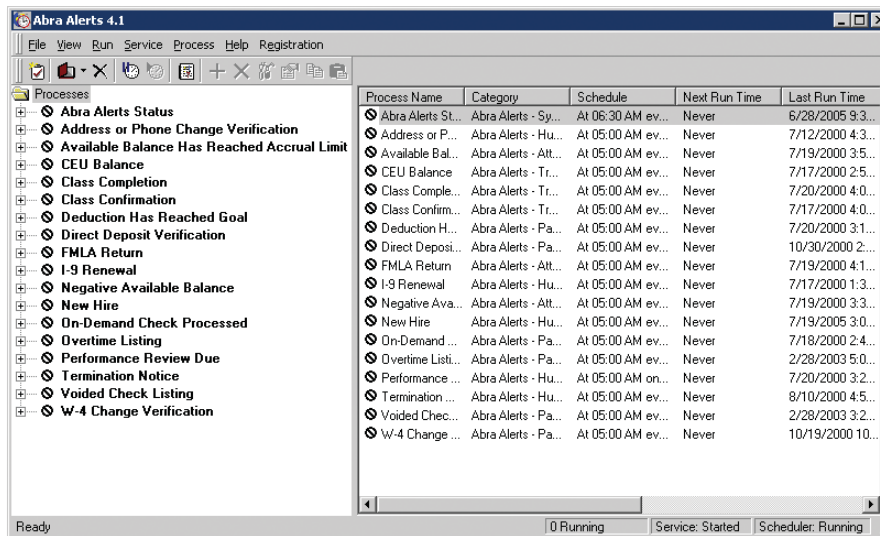 Abra Alerts 4.1
File View Run Service Process Help Registration
Processes
Abra Alerts Status
Address or Phone Change Verification
Available Balance Has Reached Accrual Limit
CEU Balance
Class Completion
Class Confirmation
Deduction Has Reached Goal
Direct Deposit Verification
FMLA Return
I-9 Renewal
Negative Available Balance
New Hire
On-Demand Check Processed
Overtime Listing
Performance Review Due
Termination Notice
Voided Check Listing
W-4 Change Verification
Process Name Category Schedule Next Run Time Last Run Time
Abra Alerts St... Abra Alerts - Sy... At 06:30 AM ev... Never 6/28/2005 9:3...
Address or P... Abra Alerts - Hu... At 05:00 AM ev... Never 7/12/2000 4:3...
Available Bal... Abra Alerts - Att... At 05:00 AM ev... Never 7/19/2000 3:5...
CEU Balance Abra Alerts - Tr... At 05:00 AM ev... Never 7/17/2000 2:5...
Class Comple... Abra Alerts - Tr... At 05:00 AM ev... Never 7/20/2000 4:0...
Class Confirm... Abra Alerts - Tr... At 05:00 AM ev... Never 7/17/2000 4:0...
Deduction H... Abra Alerts - Pa... At 05:00 AM ev... Never 7/20/2000 3:1...
Direct Deposi... Abra Alerts - Pa... At 05:00 AM ev... Never 10/30/2000 2:...
FMLA Return Abra Alerts - Att... At 05:00 AM ev... Never 7/19/2000 4:1...
I-9 Renewal Abra Alerts - Hu... At 05:00 AM ev... Never 7/17/2000 1:3...
Negative Ava... Abra Alerts - Att... At 05:00 AM ev... Never 7/19/2000 3:3...
New Hire Abra Alerts - Hu... At 05:00 AM ev... Never 7/19/2005 3:0...
On-Demand ... Abra Alerts - Pa... At 05:00 AM ev... Never 7/18/2000 2:4...
Overtime Listi... Abra Alerts - Pa... At 05:00 AM ev... Never 2/28/2003 5:0...
Performance ... Abra Alerts - Hu... At 05:00 AM on... Never 7/20/2000 3:2...
Termination ... Abra Alerts - Hu... At 05:00 AM ev... Never 8/10/2000 4:5...
Voided Chec... Abra Alerts - Pa... At 05:00 AM ev... Never 2/28/2003 3:2...
W-4 Change ... Abra Alerts - Pa... At 05:00 AM ev... Never 10/19/2000 10...
Ready 0 Running Service: Started Scheduler: Running